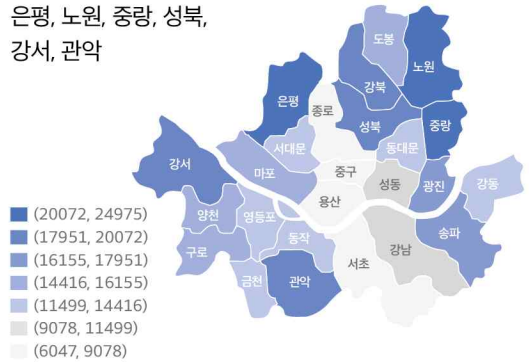 은평, 노원, 중랑, 성북,
강서, 관악
도봉
노원
강북
은평
종로
성북
중랑
서대문
동대문
강서
마포
중구
성동
광진
강동
양천
영등포
용산
송파
구로
동작
강남
서초
금천
관악
(20072, 24975)
(17951, 20072)
(16155, 17951)
(14416, 16155)
(11499, 14416)
(9078, 11499)
(6047, 9078)